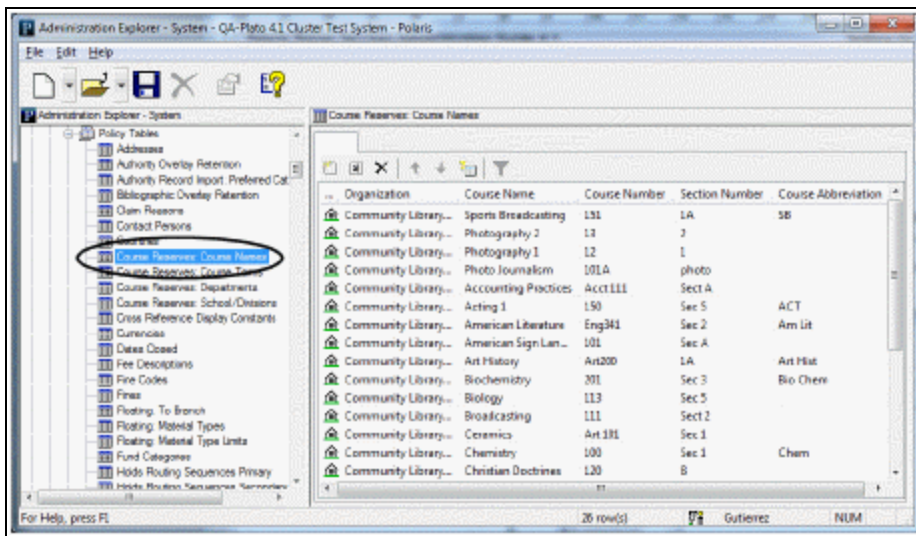 Administration Explorer - System - QA-Plato 4.1 Cluster Test System - Polaris
File Edit Help
Administration Explorer - System
Course Reserves: Course Names
Policy Tables
Addresses
Authority Overlay Retention
Authority Record Import: Preferred Cat
Bibliographic Overlay Retention
Claim Reasons
Contact Persons
Countries
Course Reserves: Course Names
Course Reserves: Course Terms
Course Reserves: Departments
Course Reserves: School/Divisions
Cross Reference Display Constants
Currencies
Dates Closed
Fee Descriptions
Fine Codes
Fines
Floating: To Branch
Floating: Material Types
Floating: Material Type Limits
Fund Categories
Holds Routing Sequences Primary
Holds Routing Sequences Secondary
... Organization Course Name Course Number Section Number Course Abbreviation
Community Library... Sports Broadcasting 151 1A SB
Community Library... Photography 2 13 2
Community Library... Photography 1 12 1
Community Library... Photo Journalism 101A photo
Community Library... Accounting Practices Acct111 Sect A
Community Library... Acting 1 150 Sec 5 ACT
Community Library... American Literature Eng341 Sec 2 Am Lit
Community Library... American Sign Lan... 101 Sec A
Community Library... Art History Art200 1A Art Hist
Community Library... Biochemistry 201 Sec 3 Bio Chem
Community Library... Biology 113 Sec 5
Community Library... Broadcasting 111 Sect 2
Community Library... Ceramics Art 101 Sec 1
Community Library... Chemistry 100 Sec 1 Chem
Community Library... Christian Doctrines 120 B
For Help, press F1 26 row(s) Gutierrez NUM